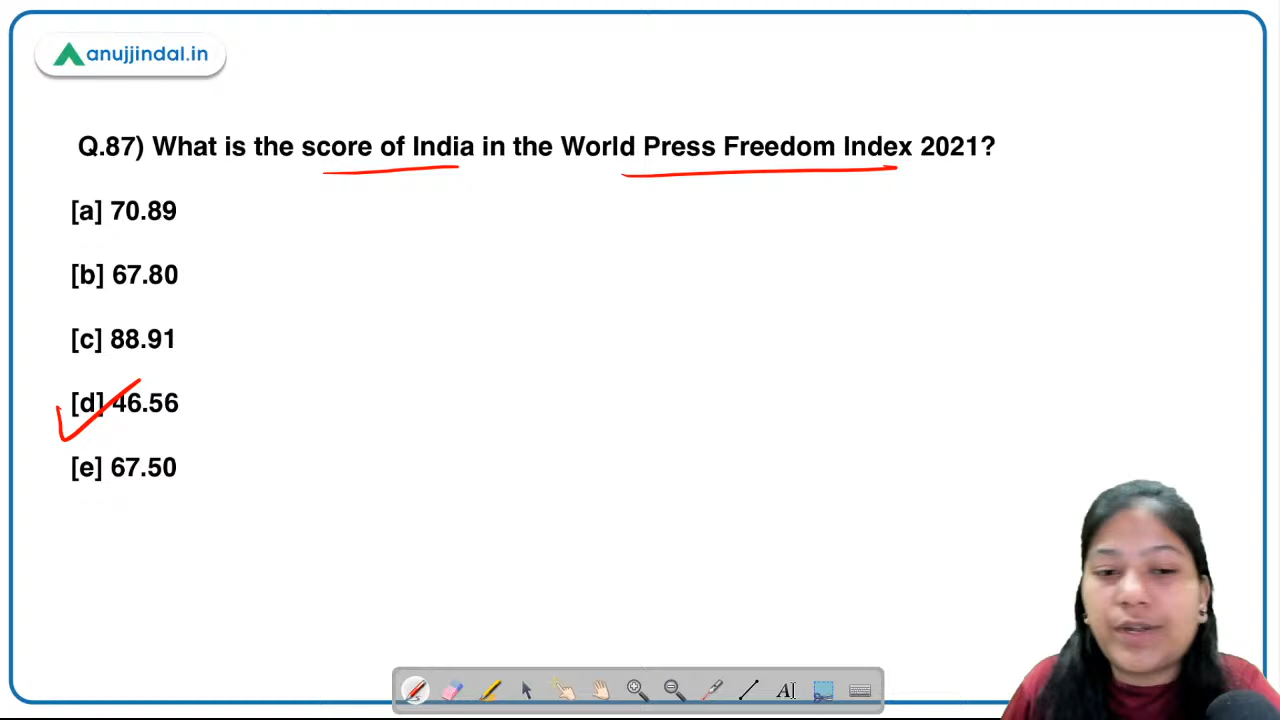 anujjindal.in
Q.87) What is the score of India in the World Press Freedom Index 2021?
[a] 70.89
[b] 67.80
[c] 88.91
[d] 46.56
[e] 67.50
A